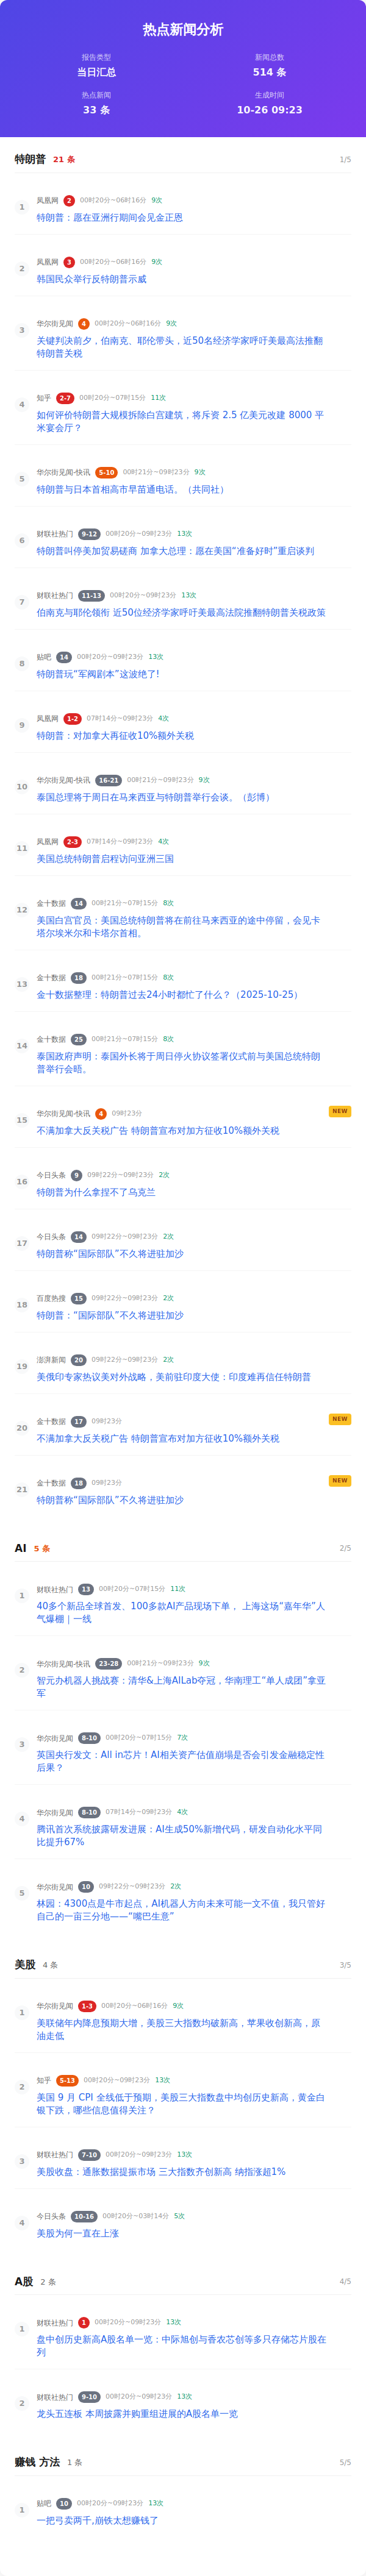 热点新闻分析
报告类型
新闻总数
当日汇总
514 条
热点新闻
生成时间
33 条
10-26 09:23
特朗普 21 条 1/5
1 凤凰网 2 00时20分~06时16分 9次
特朗普：愿在亚洲行期间会见金正恩
2 凤凰网 3 00时20分~06时16分 9次
韩国民众举行反特朗普示威
3 华尔街见闻 4 00时20分~06时16分 9次
关键判决前夕，伯南克、耶伦带头，近50名经济学家呼吁美最高法推翻
特朗普关税
4 知乎 2-7 00时20分~07时15分 11次
如何评价特朗普大规模拆除白宫建筑，将斥资 2.5 亿美元改建 8000 平
米宴会厅？
5 华尔街见闻-快讯 5-10 00时21分~09时23分 9次
特朗普与日本首相高市早苗通电话。（共同社）
6 财联社热门 9-12 00时20分~09时23分 13次
特朗普叫停美加贸易磋商 加拿大总理：愿在美国“准备好时”重启谈判
7 财联社热门 11-13 00时20分~09时23分 13次
伯南克与耶伦领衔 近50位经济学家呼吁美最高法院推翻特朗普关税政策
8 贴吧 14 00时20分~09时23分 13次
特朗普玩“军阀剧本”这波绝了!
9 凤凰网 1-2 07时14分~09时23分 4次
特朗普：对加拿大再征收10%额外关税
10 华尔街见闻-快讯 16-21 00时21分~09时23分 9次
泰国总理将于周日在马来西亚与特朗普举行会谈。（彭博）
11 凤凰网 2-3 07时14分~09时23分 4次
美国总统特朗普启程访问亚洲三国
12 金十数据 14 00时21分~07时15分 8次
美国白宫官员：美国总统特朗普将在前往马来西亚的途中停留，会见卡
塔尔埃米尔和卡塔尔首相。
13 金十数据 18 00时21分~07时15分 8次
金十数据整理：特朗普过去24小时都忙了什么？（2025-10-25）
14 金十数据 25 00时21分~07时15分 8次
泰国政府声明：泰国外长将于周日停火协议签署仪式前与美国总统特朗
普举行会晤。
15 华尔街见闻-快讯 4 09时23分 NEW
不满加拿大反关税广告 特朗普宣布对加方征收10%额外关税
16 今日头条 9 09时22分~09时23分 2次
特朗普为什么拿捏不了乌克兰
17 今日头条 14 09时22分~09时23分 2次
特朗普称“国际部队”不久将进驻加沙
18 百度热搜 15 09时22分~09时23分 2次
特朗普：“国际部队”不久将进驻加沙
19 澎湃新闻 20 09时22分~09时23分 2次
美俄印专家热议美对外战略，美前驻印度大使：印度难再信任特朗普
20 金十数据 17 09时23分 NEW
不满加拿大反关税广告 特朗普宣布对加方征收10%额外关税
21 金十数据 18 09时23分 NEW
特朗普称“国际部队”不久将进驻加沙
AI 5 条 2/5
1 财联社热门 13 00时20分~07时15分 11次
40多个新品全球首发、100多款AI产品现场下单， 上海这场“嘉年华”人
气爆棚｜一线
2 华尔街见闻-快讯 23-28 00时21分~09时23分 9次
智元办机器人挑战赛：清华&上海AILab夺冠，华南理工“单人成团”拿亚
军
3 华尔街见闻 8-10 00时20分~07时15分 7次
英国央行发文：All in芯片！AI相关资产估值崩塌是否会引发金融稳定性
后果？
4 华尔街见闻 8-10 07时14分~09时23分 4次
腾讯首次系统披露研发进展：AI生成50%新增代码，研发自动化水平同
比提升67%
5 华尔街见闻 10 09时22分~09时23分 2次
林园：4300点是牛市起点，AI机器人方向未来可能一文不值，我只管好
自己的一亩三分地——“嘴巴生意”
美股 4 条 3/5
1 华尔街见闻 1-3 00时20分~06时16分 9次
美联储年内降息预期大增，美股三大指数均破新高，苹果收创新高，原
油走低
2 知乎 5-13 00时20分~09时23分 13次
美国 9 月 CPI 全线低于预期，美股三大指数盘中均创历史新高，黄金白
银下跌，哪些信息值得关注？
3 财联社热门 7-10 00时20分~09时23分 13次
美股收盘：通胀数据提振市场 三大指数齐创新高 纳指涨超1%
4 今日头条 10-16 00时20分~03时14分 5次
美股为何一直在上涨
A股 2 条 4/5
1 财联社热门 1 00时20分~09时23分 13次
盘中创历史新高A股名单一览：中际旭创与香农芯创等多只存储芯片股在
列
2 财联社热门 9-10 00时20分~09时23分 13次
龙头五连板 本周披露并购重组进展的A股名单一览
赚钱 方法 1 条 5/5
1 贴吧 10 00时20分~09时23分 13次
一把弓卖两千,崩铁太想赚钱了